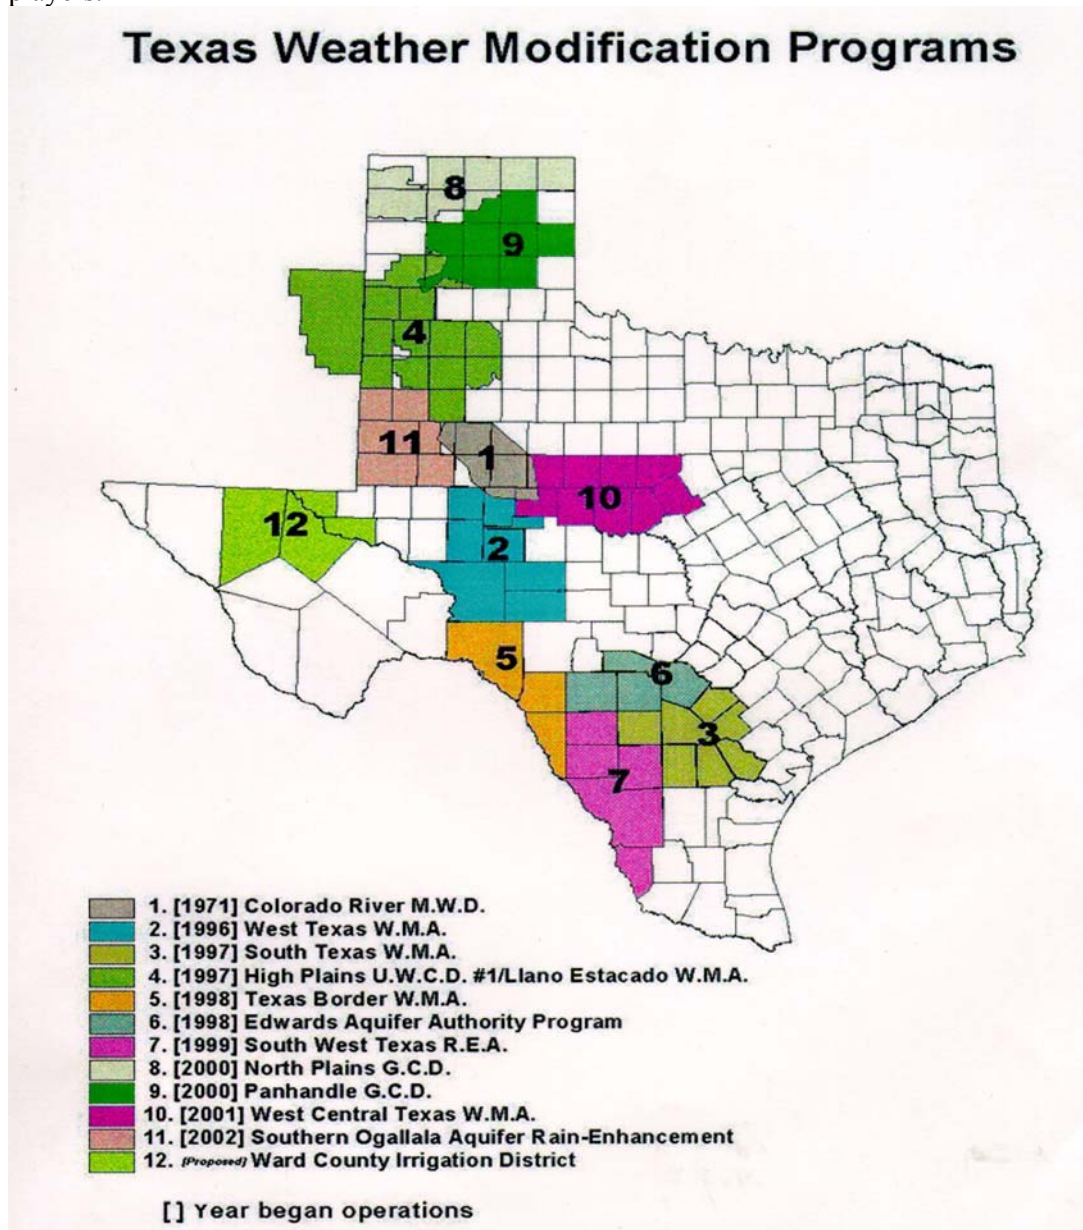 players.
Texas Weather Modification Programs
8
9
4
11
1
10
12
2
5
6
3
7
1. [1971] Colorado River M.W.D.
2. [1996] West Texas W.M.A.
3. [1997] South Texas W.M.A.
4. [1997] High Plains U.W.C.D. #1/Llano Estacado W.M.A.
5. [1998] Texas Border W.M.A.
6. [1998] Edwards Aquifer Authority Program
7. [1999] South West Texas R.E.A.
8. [2000] North Plains G.C.D.
9. [2000] Panhandle G.C.D.
10. [2001] West Central Texas W.M.A.
11. [2002] Southern Ogallala Aquifer Rain-Enhancement
12. [Proposed] Ward County Irrigation District
[ ] Year began operations